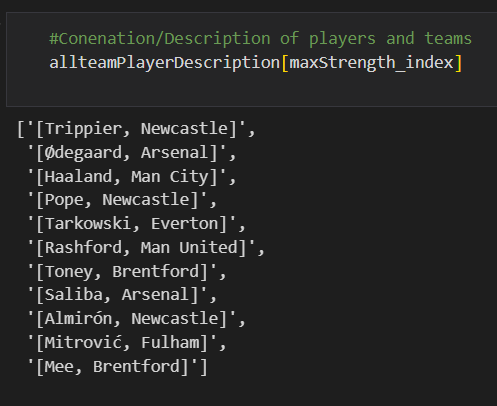 #Conenation/Description of players and teams
allteamPlayerDescription[maxStrength_index]
['[Trippier, Newcastle]',
'[Ødegaard, Arsenal]',
'[Haaland, Man City]',
'[Pope, Newcastle]',
'[Tarkowski, Everton]',
'[Rashford, Man United]',
'[Toney, Brentford]',
'[Saliba, Arsenal]',
'[Almirón, Newcastle]',
'[Mitrović, Fulham]',
'[Mee, Brentford]']